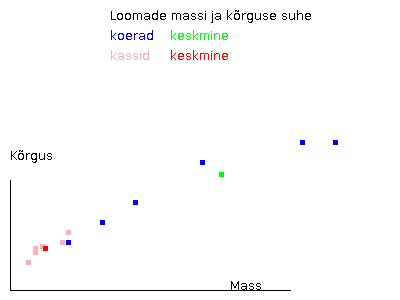 Loomade massi ja kõrguse suhe
koerad keskmine
kassid keskmine
Kõrgus
Mass